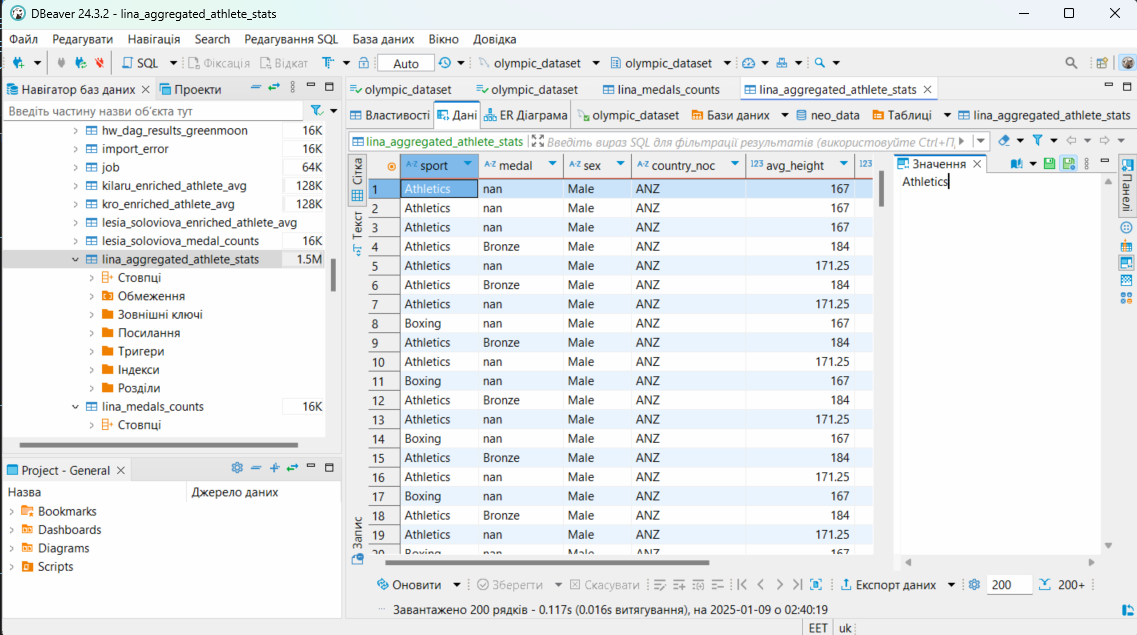 DBeaver 24.3.2 - lina_aggregated_athlete_stats
Файл Редагувати Навігація Search Редагування SQL База даних Вікно Довідка
SQL Фіксація Відкат Auto olympic_dataset olympic_dataset
Навігатор баз даних Проекти
Введіть частину назви об'єкта тут
hw_dag_results_greenmoon 16K
import_error 16K
job 64K
kilaru_enriched_athlete_avg 128K
kro_enriched_athlete_avg 128K
lesia_soloviova_enriched_athlete_avg
lesia_soloviova_medal_counts 16K
lina_aggregated_athlete_stats 1.5M
Стовпці
Обмеження
Зовнішні ключі
Посилання
Тригери
Індекси
Розділи
lina_medals_counts 16K
Стовпці
Project - General
Назва Джерело даних
Bookmarks
Dashboards
Diagrams
Scripts
olympic_dataset olympic_dataset lina_medals_counts lina_aggregated_athlete_stats
Властивості Дані ER Діаграма olympic_dataset Бази даних neo_data Таблиці lina_aggregated_athlete_stats
lina_aggregated_athlete_stats Введіть вираз SQL для фільтрації результатів (використовуйте Ctrl+П
Сітка
Текст
Запис
A-Z sport A-Z medal A-Z sex A-Z country_noc 123 avg_height 123
1 Athletics nan Male ANZ 167
2 Athletics nan Male ANZ 167
3 Athletics nan Male ANZ 167
4 Athletics Bronze Male ANZ 184
5 Athletics nan Male ANZ 171.25
6 Athletics Bronze Male ANZ 184
7 Athletics nan Male ANZ 171.25
8 Boxing nan Male ANZ 167
9 Athletics Bronze Male ANZ 184
10 Athletics nan Male ANZ 171.25
11 Boxing nan Male ANZ 167
12 Athletics Bronze Male ANZ 184
13 Athletics nan Male ANZ 171.25
14 Boxing nan Male ANZ 167
15 Athletics Bronze Male ANZ 184
16 Athletics nan Male ANZ 171.25
17 Boxing nan Male ANZ 167
18 Athletics Bronze Male ANZ 184
19 Athletics nan Male ANZ 171.25
20 Boxing nan Male ANZ 167
Значення
Athletics
Панелі
Оновити Зберегти Скасувати Експорт даних 200 200+
Завантажено 200 рядків - 0.117s (0.016s витягування), на 2025-01-09 о 02:40:19
EET uk